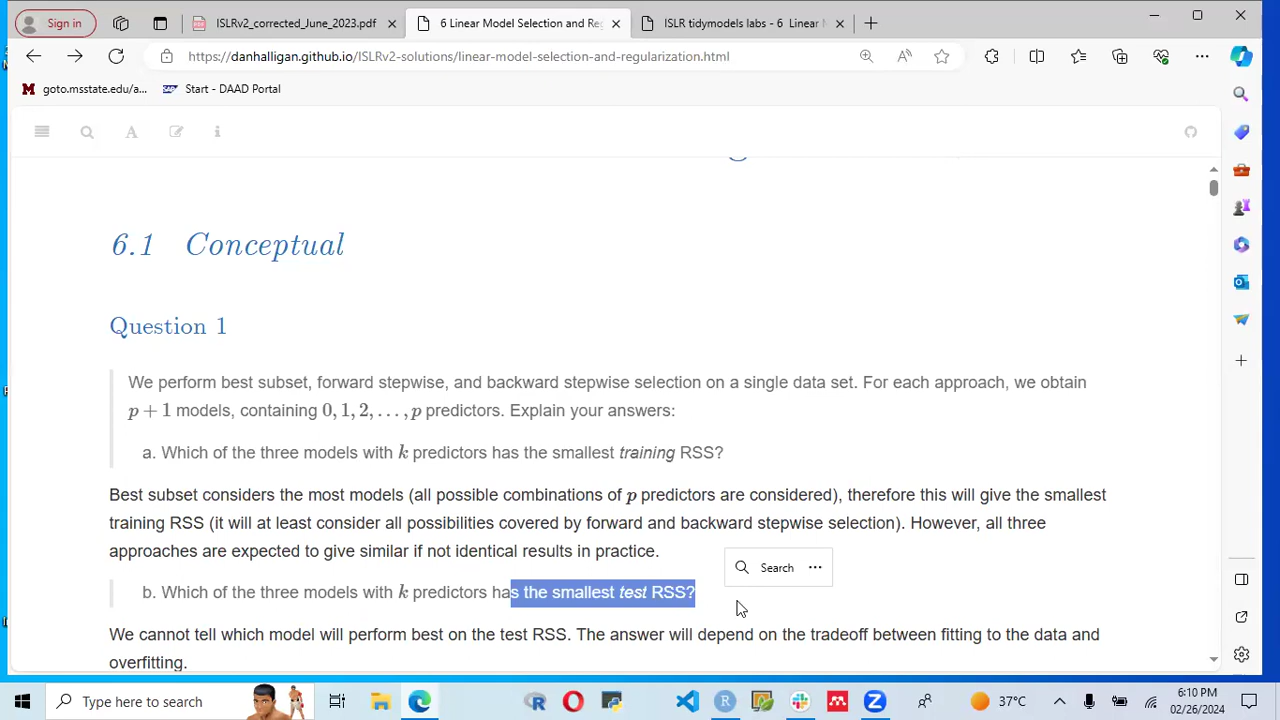 Sign in
ISLRv2_corrected_June_2023.pdf
6 Linear Model Selection and Re
ISLR tidymodels labs - 6 Linear M
https://danhalligan.github.io/ISLRv2-solutions/linear-model-selection-and-regularization.html
goto.msstate.edu/a...
Start - DAAD Portal
6.1 Conceptual
Question 1
We perform best subset, forward stepwise, and backward stepwise selection on a single data set. For each approach, we obtain
p + 1 models, containing 0, 1, 2, . . . , p predictors. Explain your answers:
a. Which of the three models with k predictors has the smallest training RSS?
Best subset considers the most models (all possible combinations of p predictors are considered), therefore this will give the smallest
training RSS (it will at least consider all possibilities covered by forward and backward stepwise selection). However, all three
approaches are expected to give similar if not identical results in practice.
Search
b. Which of the three models with k predictors has the smallest test RSS?
We cannot tell which model will perform best on the test RSS. The answer will depend on the tradeoff between fitting to the data and
overfitting.
Type here to search
37°C
6:10 PM
02/26/2024